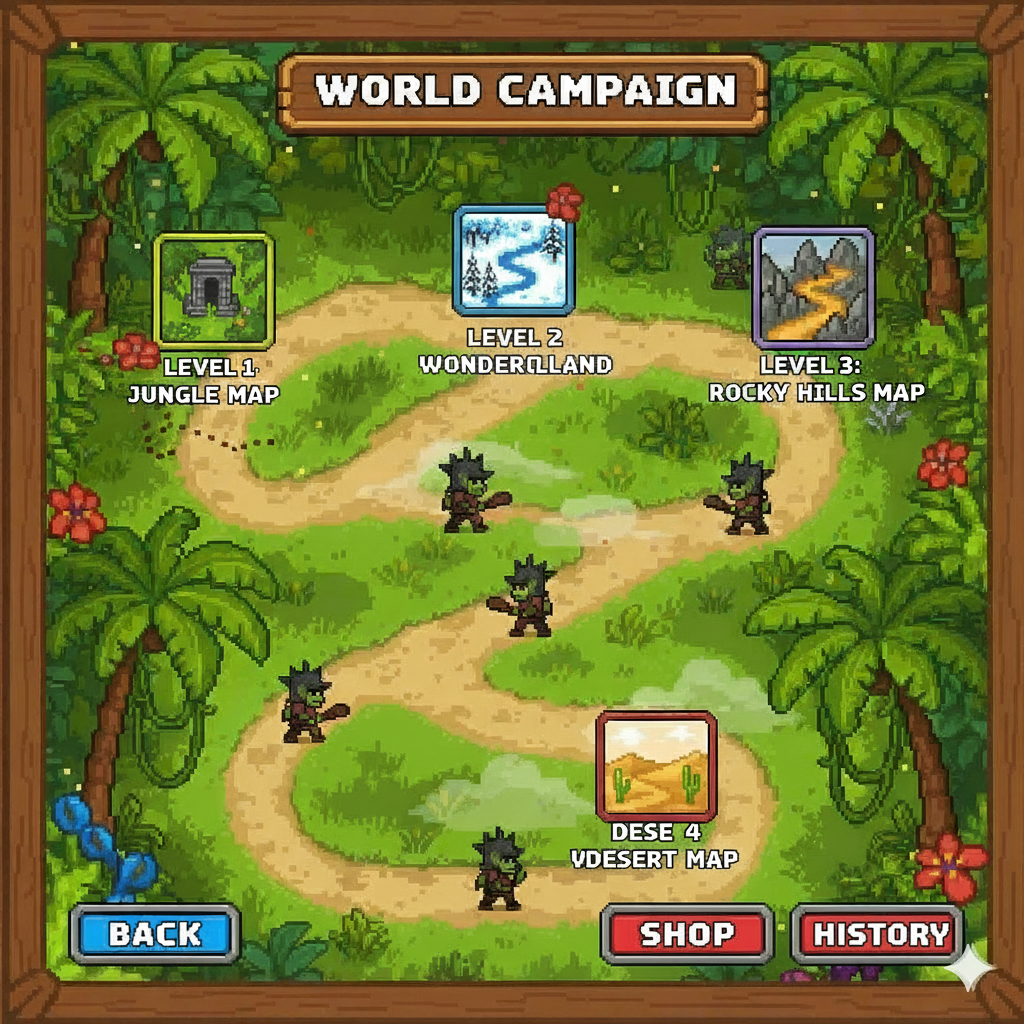 WORLD CAMPAIGN
LEVEL 1
JUNGLE MAP
LEVEL 2
WONDERLLAND
LEVEL 3:
ROCKY HILLS MAP
DESE 4
VDESERT MAP
BACK
SHOP
HISTORY